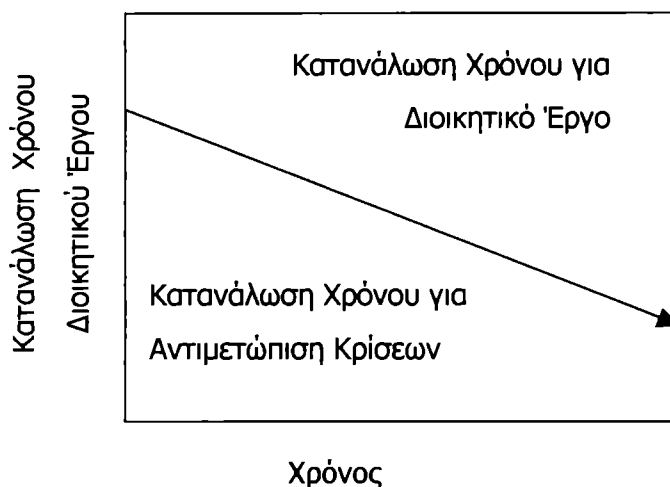 Κατανάλωση Χρόνου
Διοικητικού Έργου
Κατανάλωση Χρόνου για
Διοικητικό Έργο
Κατανάλωση Χρόνου για
Αντιμετώπιση Κρίσεων
Χρόνος